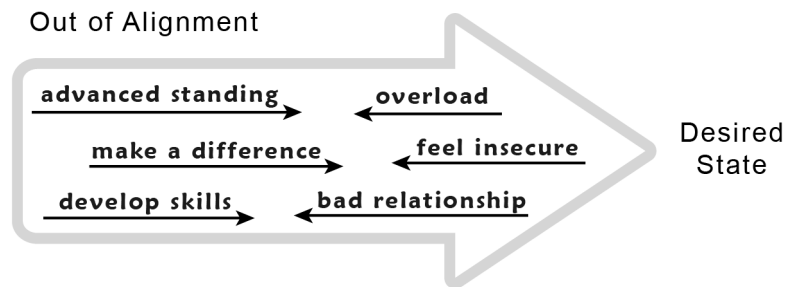 Out of Alignment
advanced standing
overload
make a difference
feel insecure
develop skills
bad relationship
Desired
State